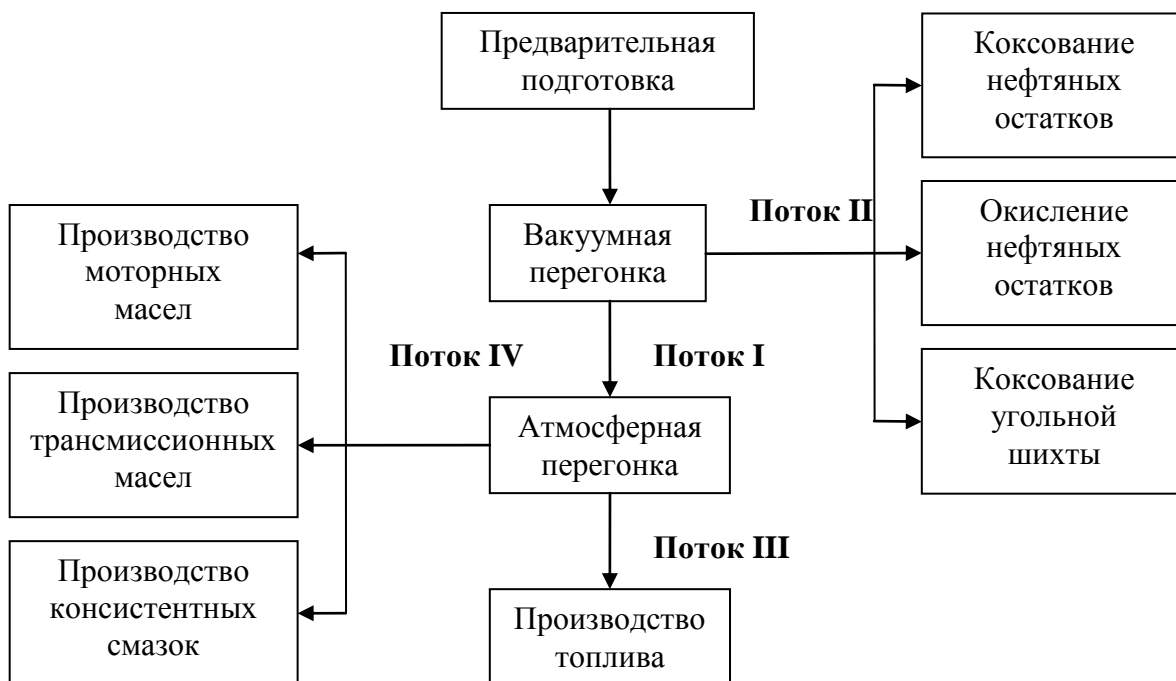 Предварительная
подготовка
Коксование
нефтяных
остатков
Поток II
Производство
моторных
масел
Вакуумная
перегонка
Окисление
нефтяных
остатков
Поток IV
Поток I
Производство
трансмиссионных
масел
Атмосферная
перегонка
Коксование
угольной
шихты
Поток III
Производство
консистентных
смазок
Производство
топлива